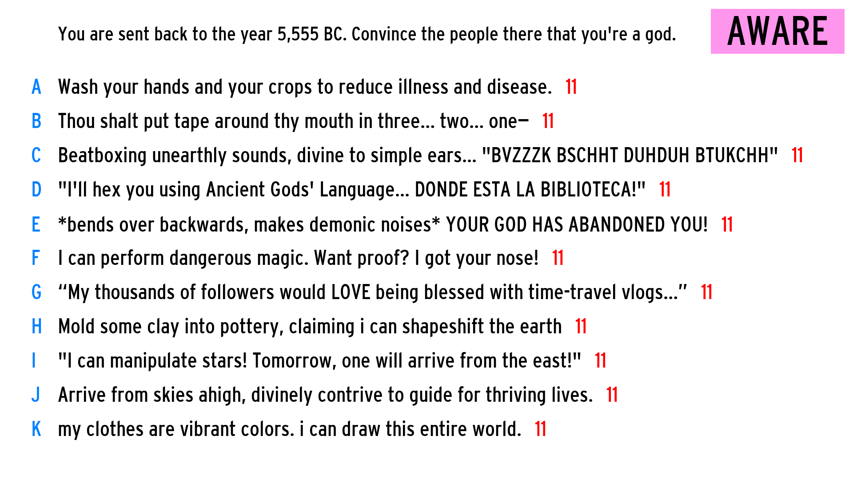 You are sent back to the year 5,555 BC. Convince the people there that you're a god.
AWARE
A Wash your hands and your crops to reduce illness and disease. 11
B Thou shalt put tape around thy mouth in three... two... one— 11
C Beatboxing unearthly sounds, divine to simple ears... "BVZZZK BSCHHT DUHDUH BTUKCHH" 11
D "I'll hex you using Ancient Gods' Language... DONDE ESTA LA BIBLIOTECA!" 11
E *bends over backwards, makes demonic noises* YOUR GOD HAS ABANDONED YOU! 11
F I can perform dangerous magic. Want proof? I got your nose! 11
G “My thousands of followers would LOVE being blessed with time-travel vlogs...” 11
H Mold some clay into pottery, claiming i can shapeshift the earth 11
I "I can manipulate stars! Tomorrow, one will arrive from the east!" 11
J Arrive from skies ahigh, divinely contrive to guide for thriving lives. 11
K my clothes are vibrant colors. i can draw this entire world. 11